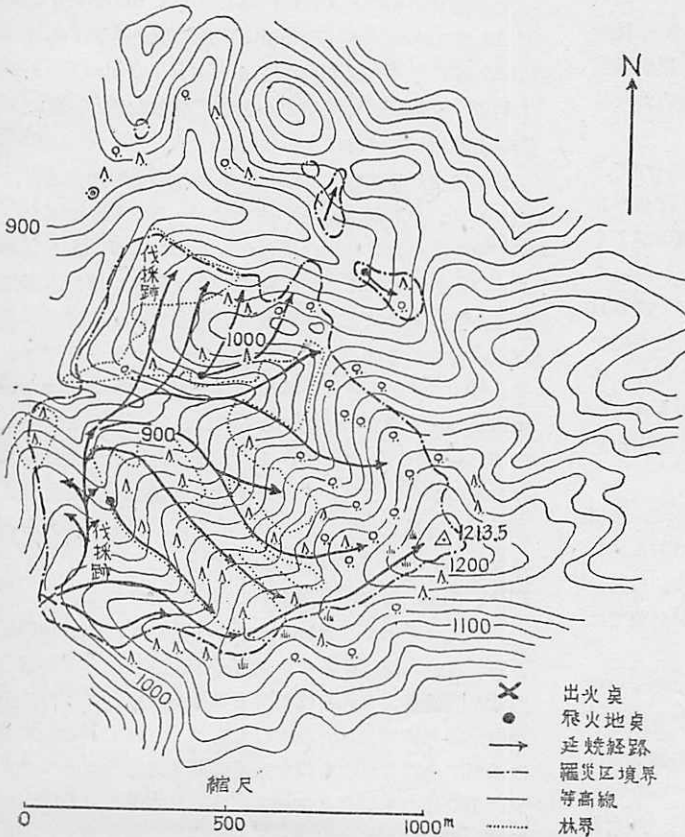 N
900
伐採跡
1000
900
伐採跡
1213.5
1200
1100
1000
出火点
飛火地点
延焼経路
罹災区境界
等高線
林界
縮尺
0 500 1000m